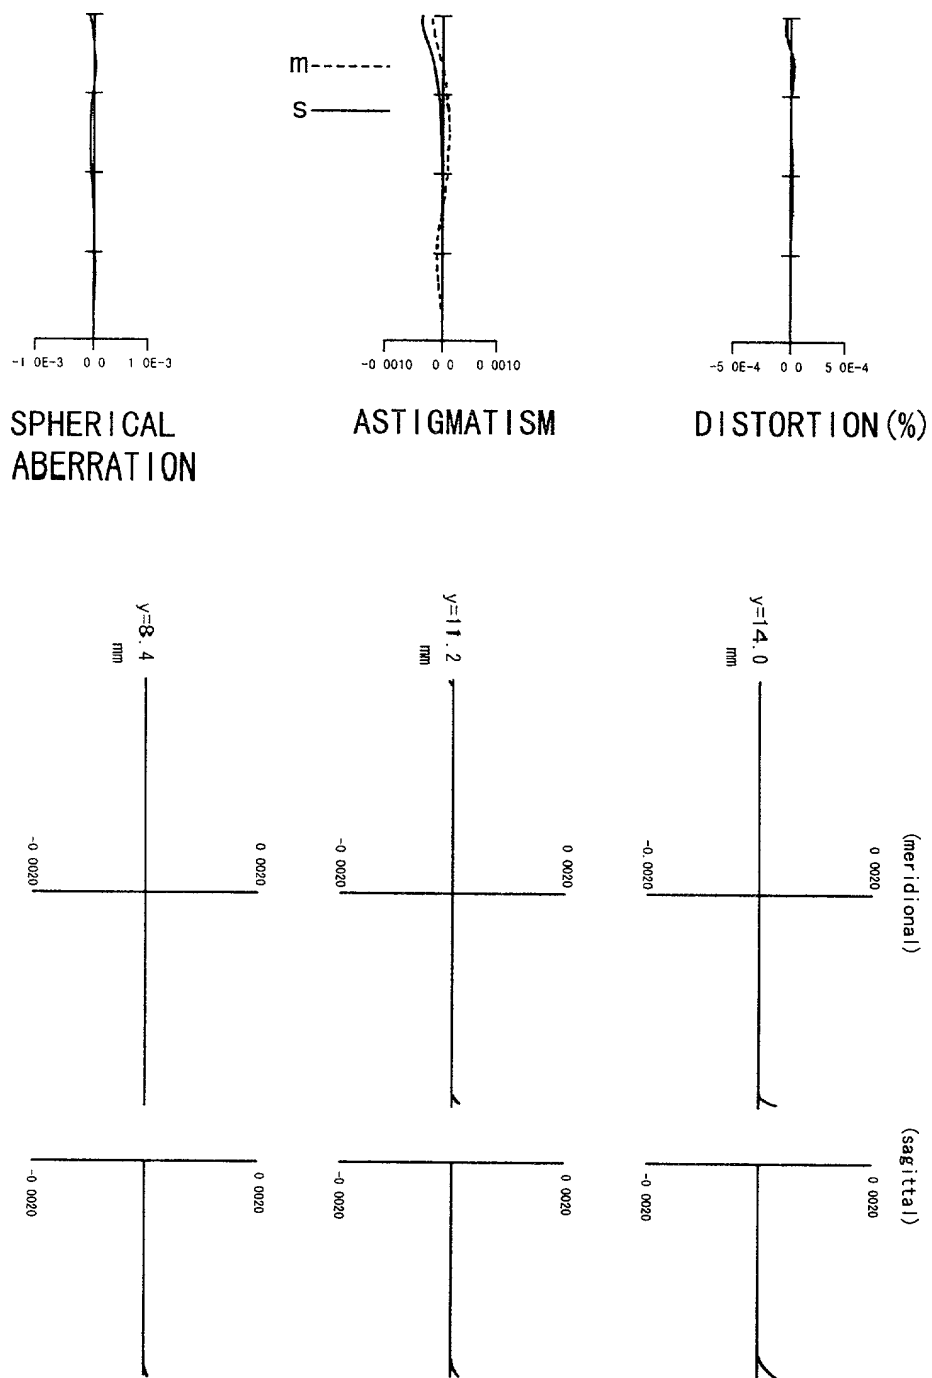 m
s
-1 0E-3 0 0 1 0E-3
-0 0010 0 0 0 0010
-5 0E-4 0 0 5 0E-4
SPHERICAL
ABERRATION
ASTIGMATISM
DISTORTION(%)
y=8.4
mm
y=11.2
mm
y=14.0
mm
-0 0020
0 0020
-0 0020
0 0020
-0.0020
0 0020
(meridional)
-0 0020
0 0020
-0 0020
0 0020
-0 0020
0 0020
(sagittal)